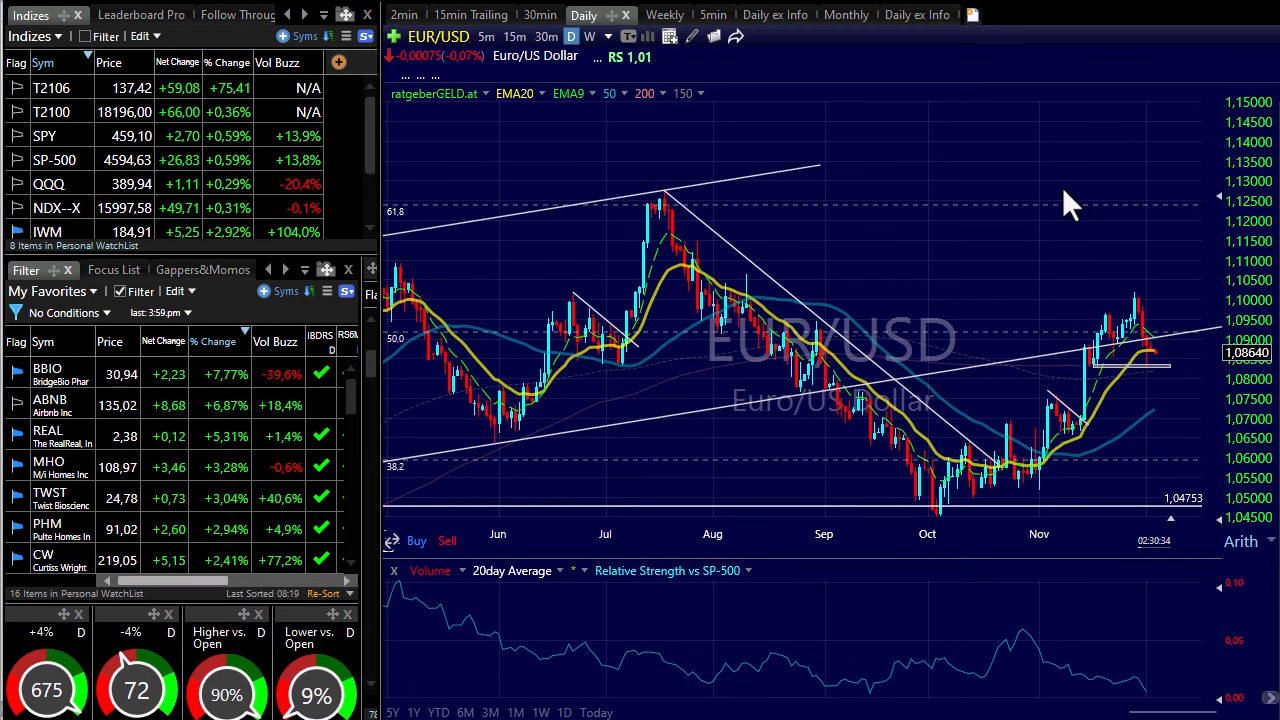 Indizes Leaderboard Pro Follow Throug
Indizes Filter Edit Syms
Flag Sym Price Net Change % Change Vol Buzz
T2106 137,42 +59,08 +75,41 N/A
T2100 18196,00 +66,00 +0,36% N/A
SPY 459,10 +2,70 +0,59% +13,9%
SP-500 4594,63 +26,83 +0,59% +13,8%
QQQ 389,94 +1,11 +0,29% -20,4%
NDX--X 15997,58 +49,71 +0,31% -0,1%
IWM 184,91 +5,25 +2,92% +104,0%
8 Items in Personal WatchList
Filter Focus List Gappers&Momos
My Favorites Filter Edit Syms
No Conditions last: 3:59pm
Flag Sym Price Net Change % Change Vol Buzz IBDRS RS6M
D
BBIO 30,94 +2,23 +7,77% -39,6%
BridgeBio Phar
ABNB 135,02 +8,68 +6,87% +18,4%
Airbnb Inc
REAL 2,38 +0,12 +5,31% +1,4%
The RealReal, In
MHO 108,97 +3,46 +3,28% -0,6%
M/i Homes Inc
TWST 24,78 +0,73 +3,04% +40,6%
Twist Bioscienc
PHM 91,02 +2,60 +2,94% +4,9%
Pulte Homes In
CW 219,05 +5,15 +2,41% +77,2%
Curtiss Wright
16 Items in Personal WatchList Last Sorted 08:19 Re-Sort
+4% D -4% D Higher vs. Open D Lower vs. Open D
675 72 90% 9%
2min 15min Trailing 30min Daily Weekly 5min Daily ex Info Monthly Daily ex Info
EUR/USD 5m 15m 30m D W
-0,00075(-0,07%) Euro/US Dollar ... RS 1,01
... ... ...
ratgeberGELD.at EMA20 EMA9 50 200 150
1,15000
1,14500
1,14000
1,13500
1,13000
1,12500
1,12000
1,11500
1,11000
1,10500
1,10000
1,09500
1,09000
1,08640
1,08000
1,07500
1,07000
1,06500
1,06000
1,05500
1,05000
1,04500
61,8
50,0
38,2
EUR/USD
Euro/US Dollar
1,04753
Jun Jul Aug Sep Oct Nov
Buy Sell 02:30:34 Arith
X Volume 20day Average * Relative Strength vs SP-500
0,10
0,05
0,00
5Y 1Y YTD 6M 3M 1M 1W 1D Today